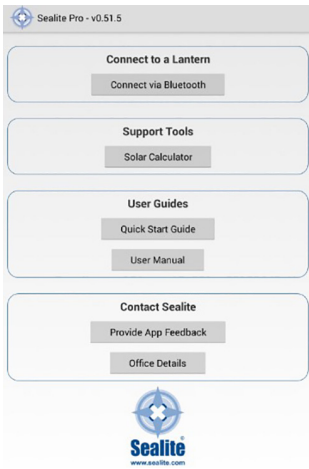 Sealite Pro - v0.51.5
Connect to a Lantern
Connect via Bluetooth
Support Tools
Solar Calculator
User Guides
Quick Start Guide
User Manual
Contact Sealite
Provide App Feedback
Office Details
Sealite®
www.sealite.com